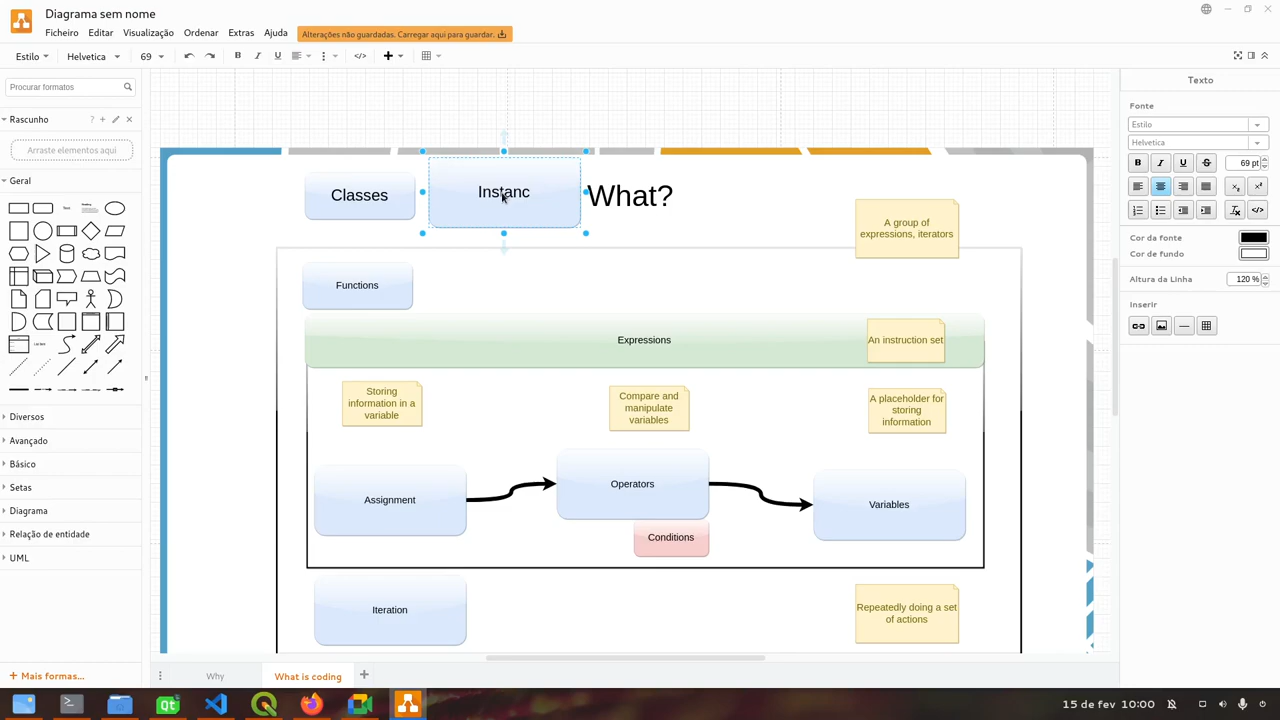 Diagrama sem nome
Ficheiro Editar Visualização Ordenar Extras Ajuda Alterações não guardadas. Carregar aqui para guardar.
Estilo Helvetica 69 B I U
Procurar formatos
Rascunho ? + ×
Arraste elementos aqui
Geral
Text Heading
List Item
Diversos
Avançado
Básico
Setas
Diagrama
Relação de entidade
UML
+ Mais formas...
Classes
Instanc
What?
A group of
expressions, iterators
Functions
Expressions
An instruction set
Storing
information in a
variable
Compare and
manipulate
variables
A placeholder for
storing
information
Assignment
Operators
Variables
Conditions
Iteration
Repeatedly doing a set
of actions
Why What is coding +
Texto
Fonte
Estilo
Helvetica
B I U S 69 pt
Cor da fonte
Cor de fundo
Altura da Linha 120 %
Inserir
Qt
15 de fev 10:00